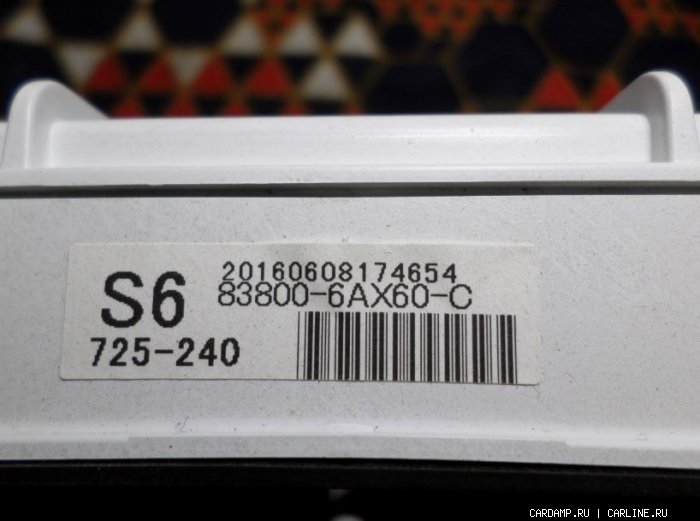 20160608174654
S6 83800-6AX60-C
725-240
CARDAMP.RU | CARLINE.RU